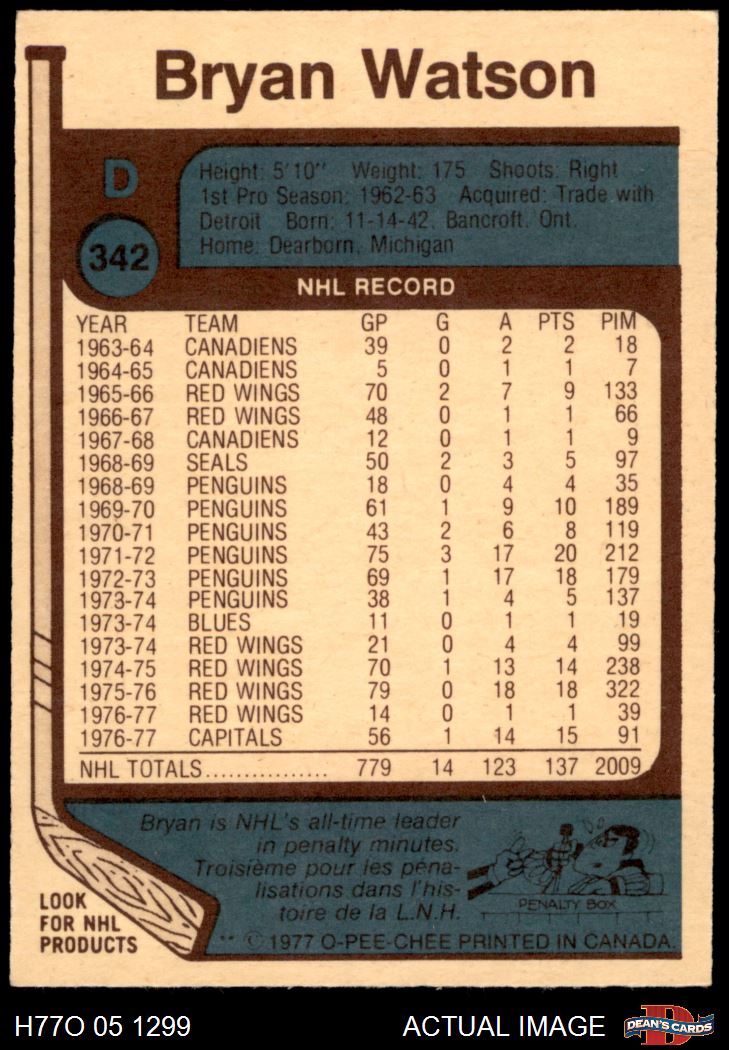 Bryan Watson
D
342
Height: 5'10'' Weight: 175 Shoots: Right
1st Pro Season: 1962-63 Acquired: Trade with
Detroit Born: 11-14-42, Bancroft, Ont.
Home: Dearborn, Michigan
NHL RECORD
YEAR TEAM GP G A PTS PIM
1963-64 CANADIENS 39 0 2 2 18
1964-65 CANADIENS 5 0 1 1 7
1965-66 RED WINGS 70 2 7 9 133
1966-67 RED WINGS 48 0 1 1 66
1967-68 CANADIENS 12 0 1 1 9
1968-69 SEALS 50 2 3 5 97
1968-69 PENGUINS 18 0 4 4 35
1969-70 PENGUINS 61 1 9 10 189
1970-71 PENGUINS 43 2 6 8 119
1971-72 PENGUINS 75 3 17 20 212
1972-73 PENGUINS 69 1 17 18 179
1973-74 PENGUINS 38 1 4 5 137
1973-74 BLUES 11 0 1 1 19
1973-74 RED WINGS 21 0 4 4 99
1974-75 RED WINGS 70 1 13 14 238
1975-76 RED WINGS 79 0 18 18 322
1976-77 RED WINGS 14 0 1 1 39
1976-77 CAPITALS 56 1 14 15 91
NHL TOTALS................ 779 14 123 137 2009
Bryan is NHL's all-time leader
in penalty minutes.
Troisième pour les péna-
lisations dans l'his-
toire de la L.N.H.
PENALTY BOX
LOOK
FOR NHL
PRODUCTS
** © 1977 O-PEE-CHEE PRINTED IN CANADA.
H77O 05 1299 ACTUAL IMAGE
D
DEAN'S CARDS